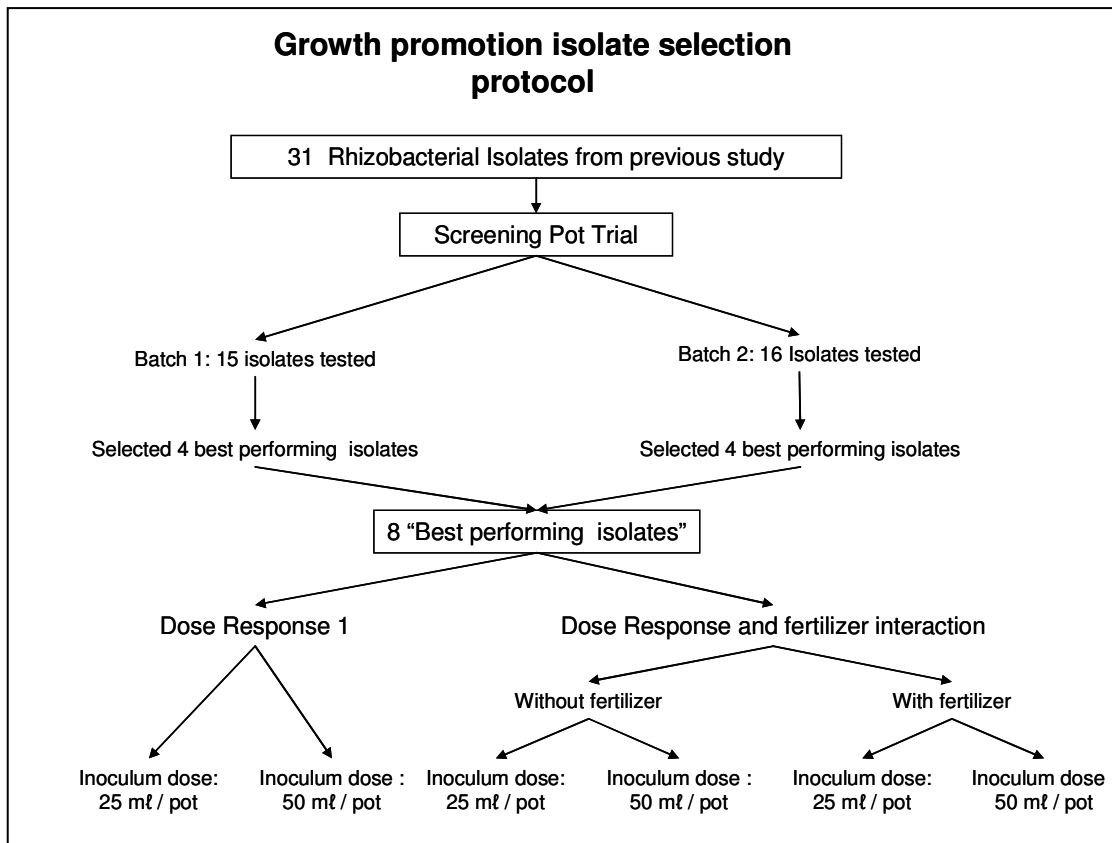 Growth promotion isolate selection
protocol
31 Rhizobacterial Isolates from previous study
Screening Pot Trial
Batch 1: 15 isolates tested
Batch 2: 16 Isolates tested
Selected 4 best performing isolates
Selected 4 best performing isolates
8 “Best performing isolates”
Dose Response 1
Dose Response and fertilizer interaction
Without fertilizer
With fertilizer
Inoculum dose:
25 mℓ / pot
Inoculum dose :
50 mℓ / pot
Inoculum dose:
25 mℓ / pot
Inoculum dose :
50 mℓ / pot
Inoculum dose:
25 mℓ / pot
Inoculum dose
50 mℓ / pot